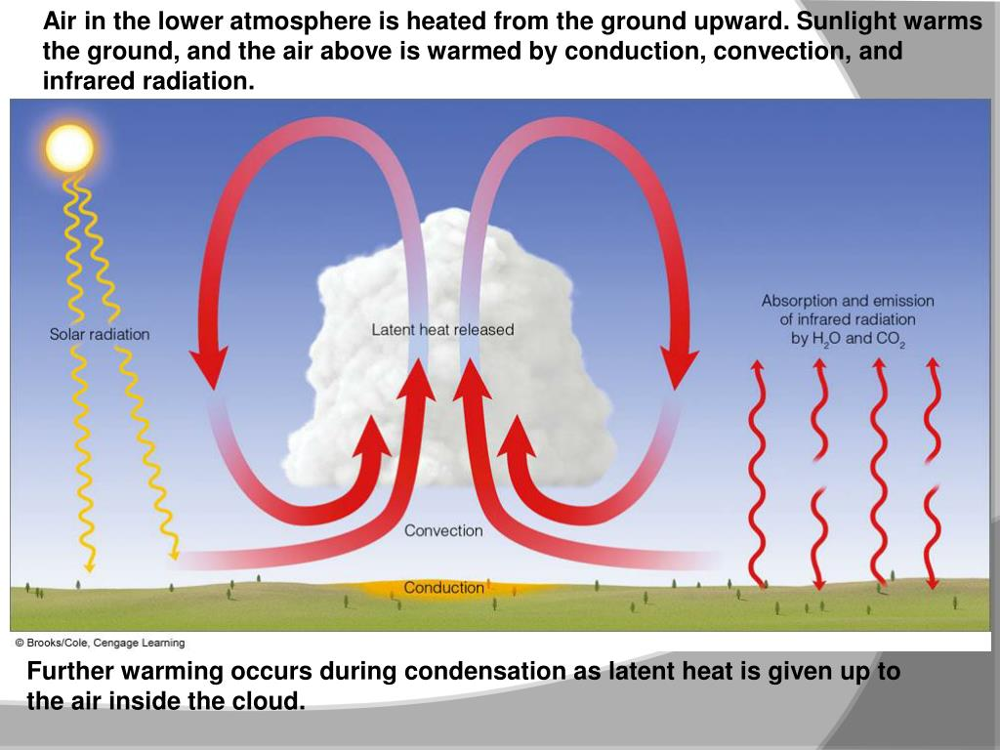 Air in the lower atmosphere is heated from the ground upward. Sunlight warms
the ground, and the air above is warmed by conduction, convection, and
infrared radiation.
Solar radiation
Latent heat released
Absorption and emission
of infrared radiation
by H₂O and CO₂
Convection
Conduction
© Brooks/Cole, Cengage Learning
Further warming occurs during condensation as latent heat is given up to
the air inside the cloud.